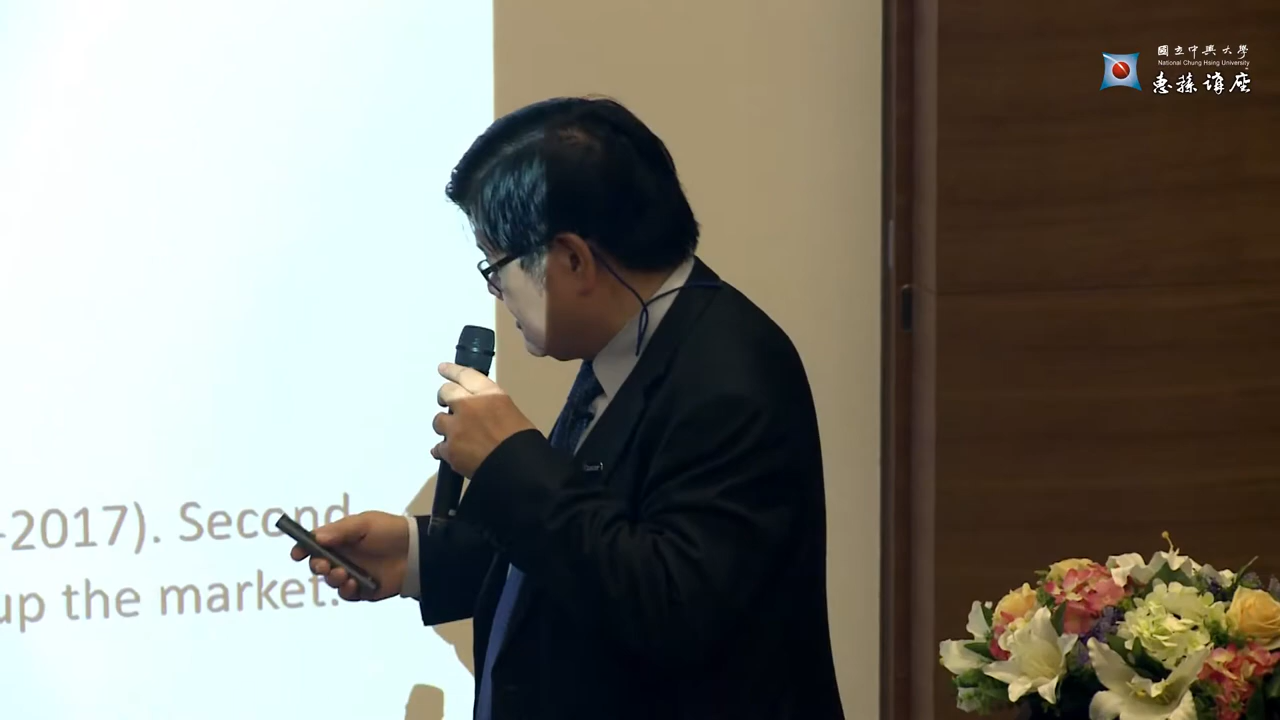 國立中興大學
National Chung Hsing University
惠蓀講座
-2017). Second
up the market.